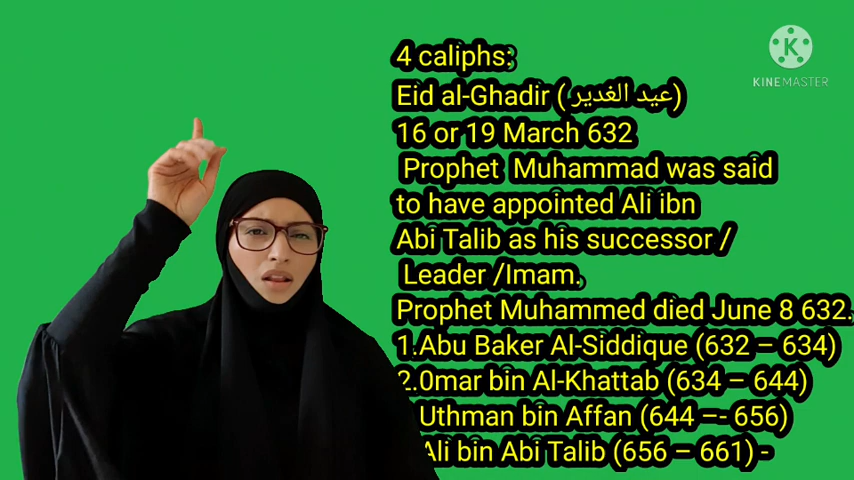 4 caliphs:
Eid al-Ghadir ( عيد الغدير)
16 or 19 March 632
Prophet Muhammad was said
to have appointed Ali ibn
Abi Talib as his successor /
Leader /Imam.
Prophet Muhammed died June 8 632.
1.Abu Baker Al-Siddique (632 – 634)
2.0mar bin Al-Khattab (634 – 644)
Uthman bin Affan (644 –- 656)
Ali bin Abi Talib (656 – 661) -
K
KINEMASTER